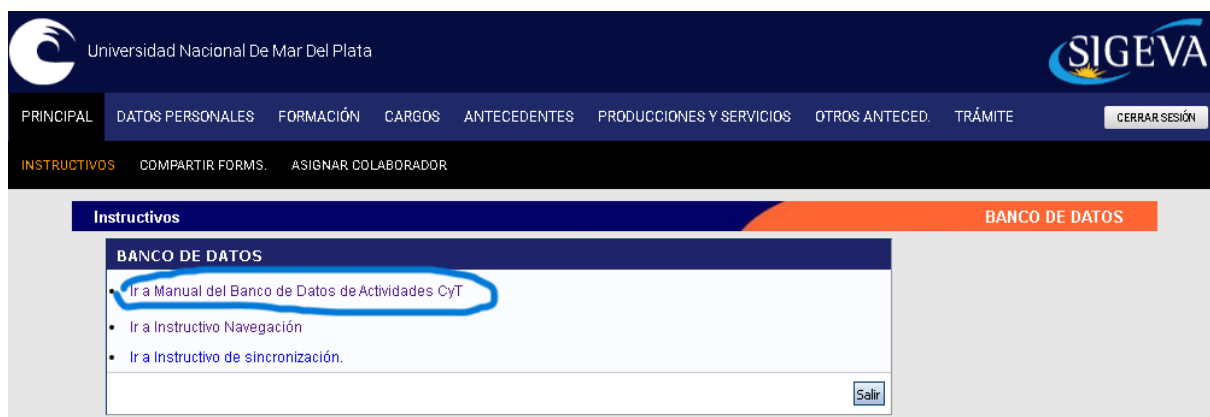 Universidad Nacional De Mar Del Plata
SIGEVA
PRINCIPAL DATOS PERSONALES FORMACIÓN CARGOS ANTECEDENTES PRODUCCIONES Y SERVICIOS OTROS ANTECED. TRÁMITE CERRAR SESIÓN
INSTRUCTIVOS COMPARTIR FORMS. ASIGNAR COLABORADOR
Instructivos BANCO DE DATOS
BANCO DE DATOS
• Ir a Manual del Banco de Datos de Actividades CyT
• Ir a Instructivo Navegación
• Ir a Instructivo de sincronización.
Salir